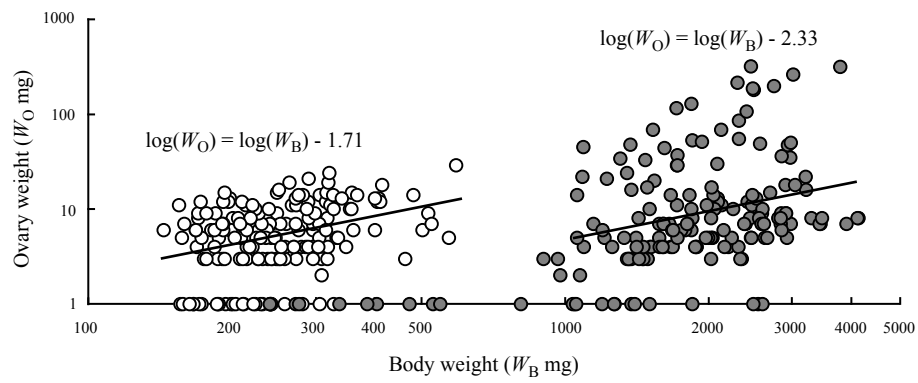 1000
log(WO) = log(WB) - 2.33
100
log(WO) = log(WB) - 1.71
10
1
100 200 300 400 500 1000 2000 3000 4000 5000
Ovary weight (WO mg)
Body weight (WB mg)